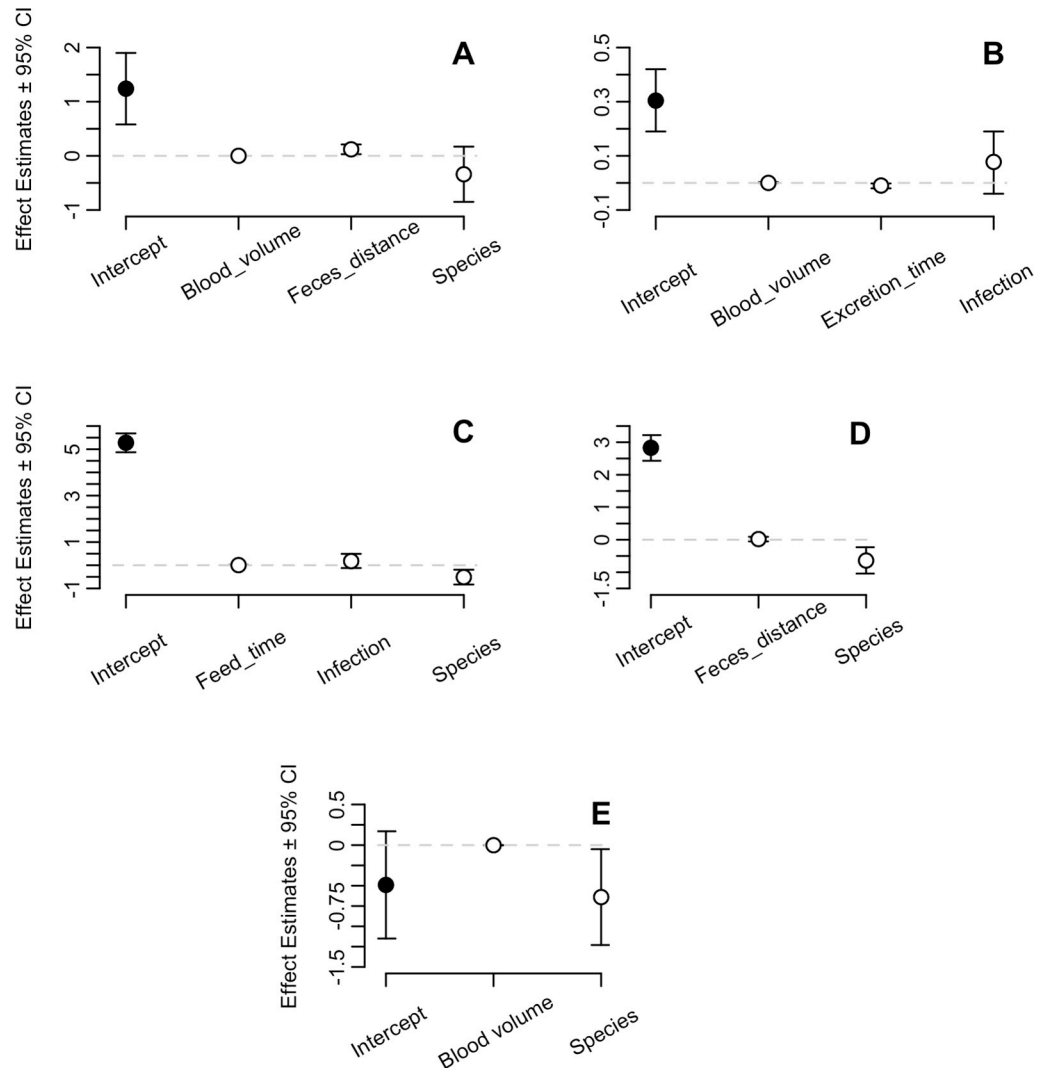 A
Effect Estimates ± 95% CI
2
1
0
-1
Intercept
Blood_volume
Feces_distance
Species
B
0.5
0.3
0.1
-0.1
Intercept
Blood_volume
Excretion_time
Infection
C
Effect Estimates ± 95% CI
5
3
1
-1
Intercept
Feed_time
Infection
Species
D
3
2
1
0
-1.5
Intercept
Feces_distance
Species
E
Effect Estimates ± 95% CI
0.5
0
-0.75
-1.5
Intercept
Blood volume
Species